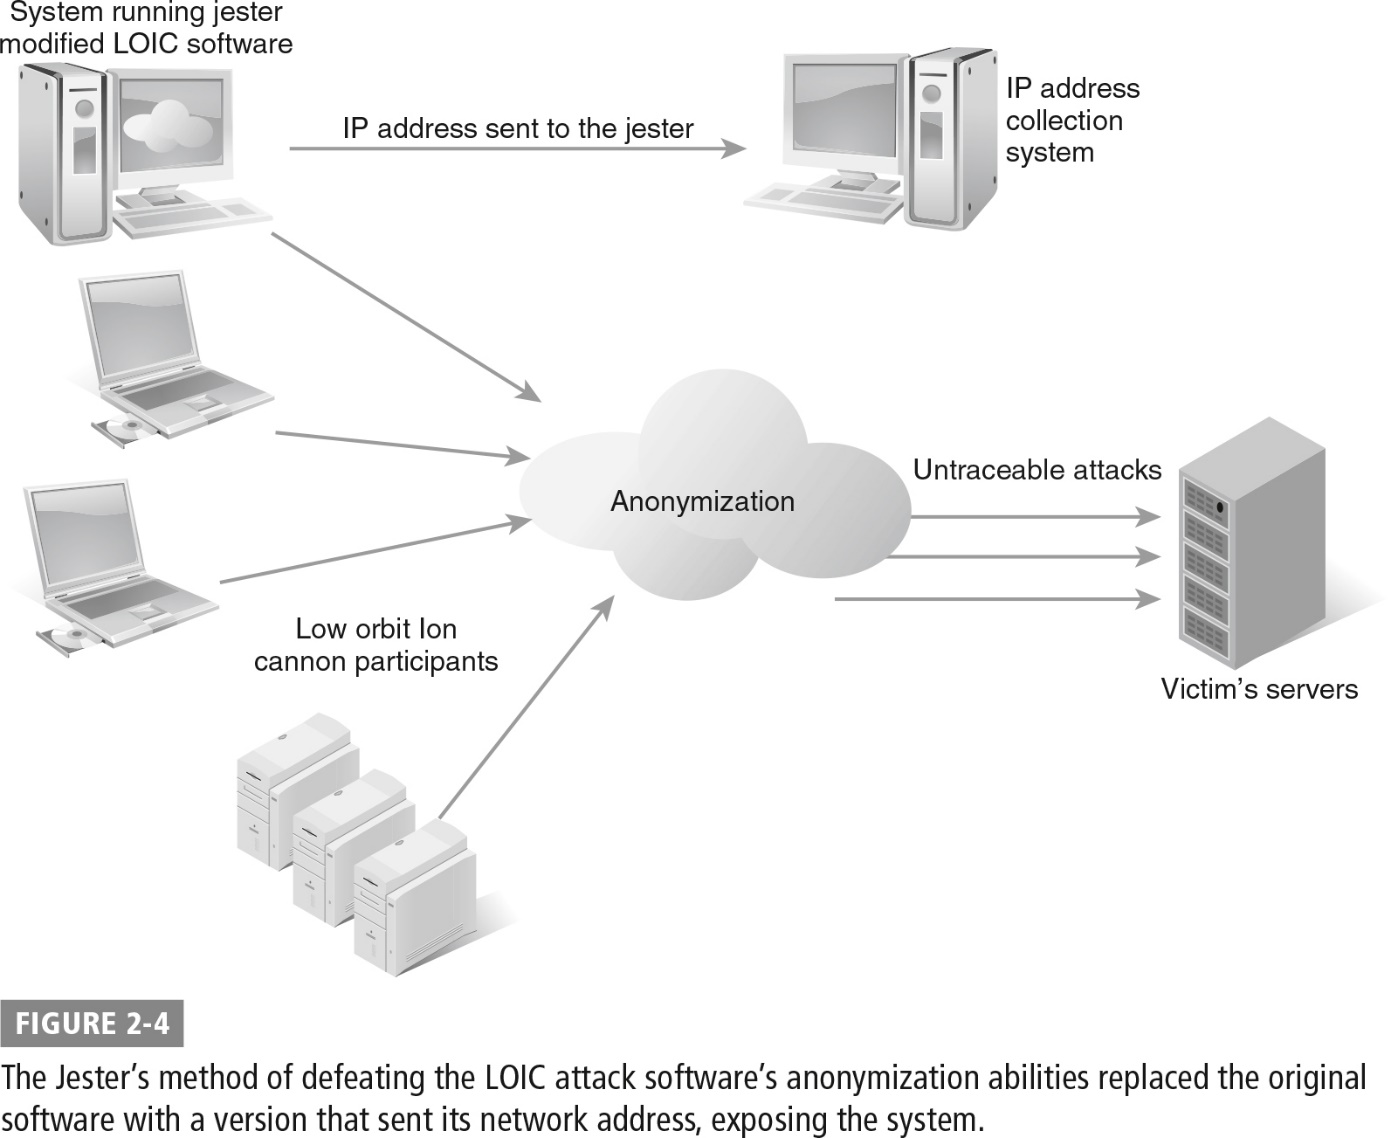 System running jester
modified LOIC software
IP address sent to the jester
IP address
collection
system
Anonymization
Untraceable attacks
Low orbit Ion
cannon participants
Victim’s servers
FIGURE 2-4
The Jester’s method of defeating the LOIC attack software’s anonymization abilities replaced the original
software with a version that sent its network address, exposing the system.